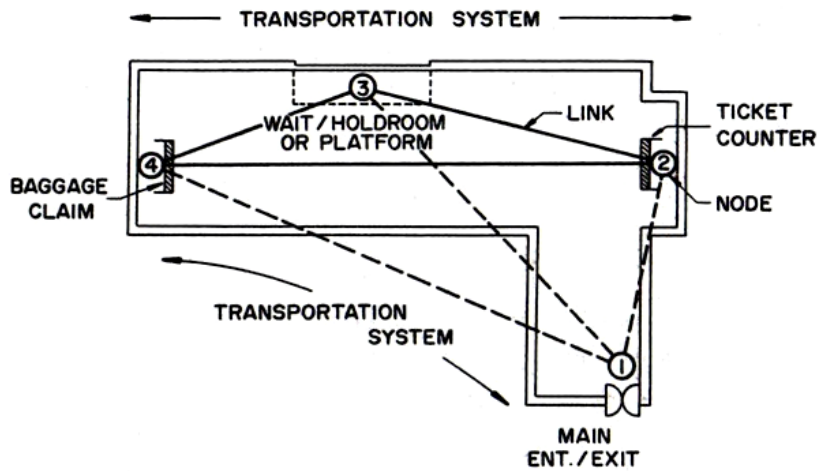 TRANSPORTATION SYSTEM
3
WAIT/HOLDROOM
OR PLATFORM
LINK
TICKET
COUNTER
4
2
BAGGAGE
CLAIM
NODE
TRANSPORTATION
SYSTEM
1
MAIN
ENT./EXIT